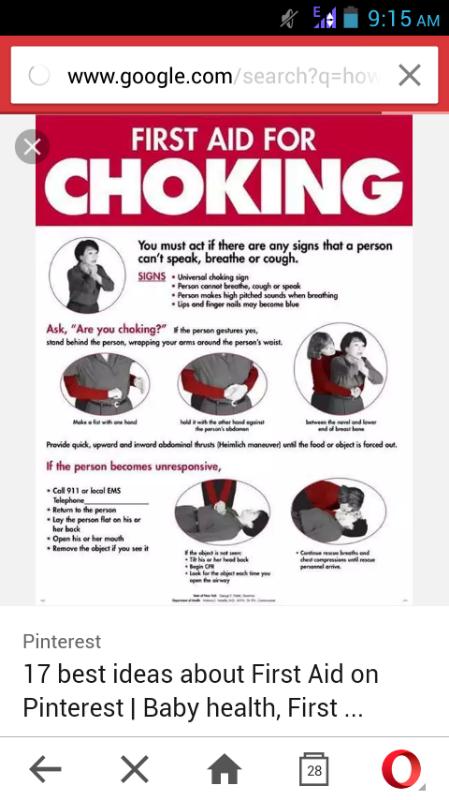 E
9:15 AM
www.google.com/search?q=how
FIRST AID FOR
CHOKING
You must act if there are any signs that a person
can't speak, breathe or cough.
SIGNS • Universal choking sign
• Person cannot breathe, cough or speak
• Person makes high pitched sounds when breathing
• Lips and finger nails may become blue
Ask, "Are you choking?" If the person gestures yes,
stand behind the person, wrapping your arms around the person's waist.
Make a fist with one hand
hold it with the other hand against
the person's abdomen
between the navel and lower
end of breast bone
Provide quick, upward and inward abdominal thrusts (Heimlich maneuver) until the food or object is forced out.
If the person becomes unresponsive,
• Call 911 or local EMS
Telephone
• Return to the person
• Lay the person flat on his or
her back
• Open his or her mouth
• Remove the object if you see it
If the object is not seen:
• Tilt his or her head back
• Begin CPR
• Look for the object each time you
open the airway
• Continue rescue breaths and
chest compressions until rescue
personnel arrive.
Pinterest
17 best ideas about First Aid on
Pinterest | Baby health, First ...
28